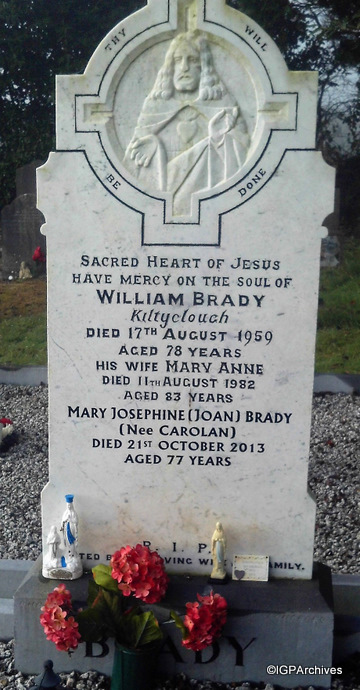 THY WILL
BE DONE
SACRED HEART OF JESUS
HAVE MERCY ON THE SOUL OF
WILLIAM BRADY
Kiltyclough
DIED 17TH AUGUST 1959
AGED 78 YEARS
HIS WIFE MARY ANNE
DIED 11TH AUGUST 1982
AGED 83 YEARS
MARY JOSEPHINE (JOAN) BRADY
(Nee CAROLAN)
DIED 21ST OCTOBER 2013
AGED 77 YEARS
R. I. P.
LOVING WIFE FAMILY.
BRADY
©IGPArchives